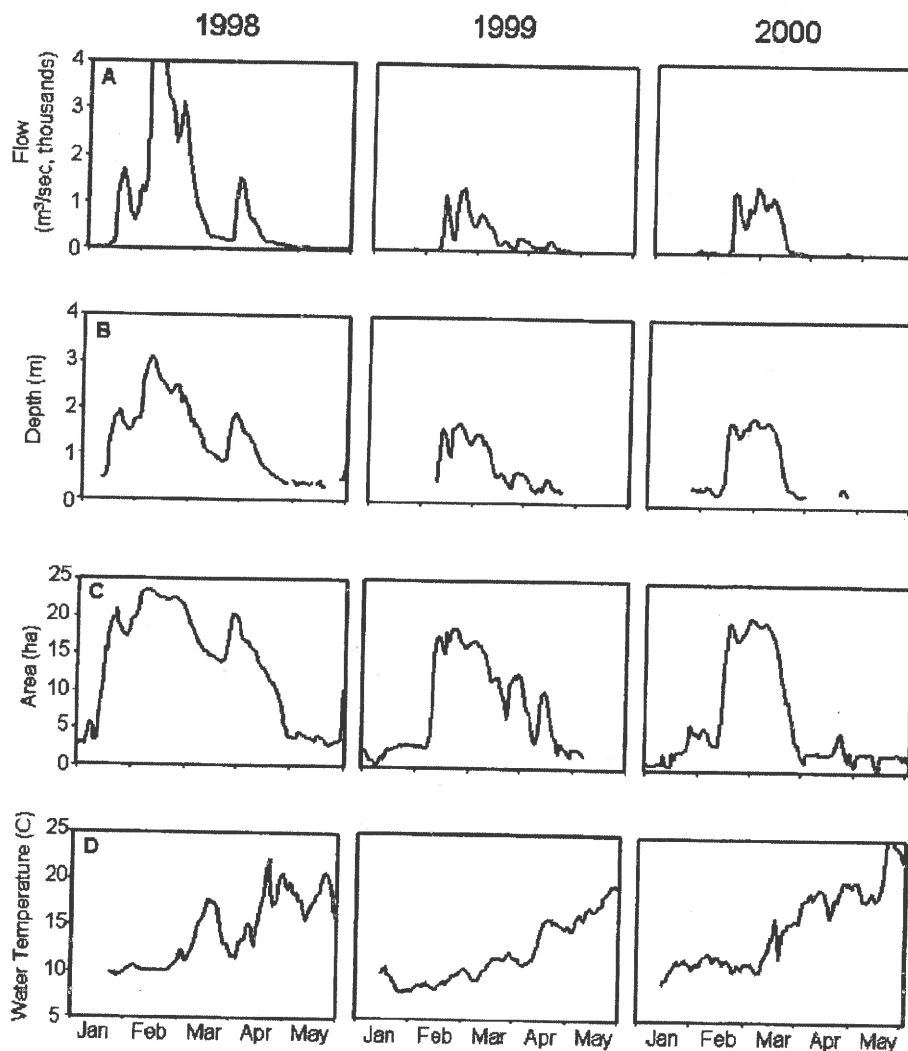 1998 1999 2000
A
Flow
(m³/sec, thousands)
4
3
2
1
0
B
Depth (m)
4
3
2
1
0
C
Area (ha)
25
20
15
10
5
0
D
Water Temperature (C)
25
20
15
10
5
Jan Feb Mar Apr May Jan Feb Mar Apr May Jan Feb Mar Apr May